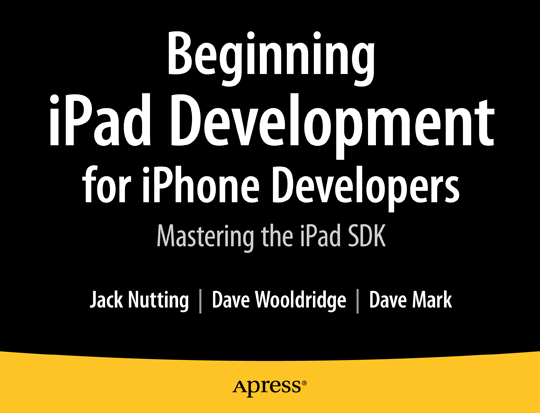 Beginning
iPad Development
for iPhone Developers
Mastering the iPad SDK
Jack Nutting | Dave Wooldridge | Dave Mark
Apress®